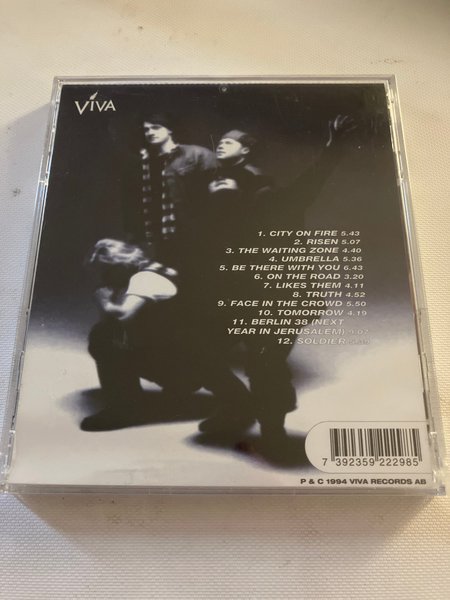 VIVA
1. CITY ON FIRE 5.43
2. RISEN 5.07
3. THE WAITING ZONE 4.40
4. UMBRELLA 5.36
5. BE THERE WITH YOU 6.43
6. ON THE ROAD 3.20
7. LIKES THEM 4.11
8. TRUTH 4.52
9. FACE IN THE CROWD 5.50
10. TOMORROW 4.19
11. BERLIN 38 (NEXT
YEAR IN JERUSALEM)
12. SOLDIER
7 392359 222985
P & C 1994 VIVA RECORDS AB